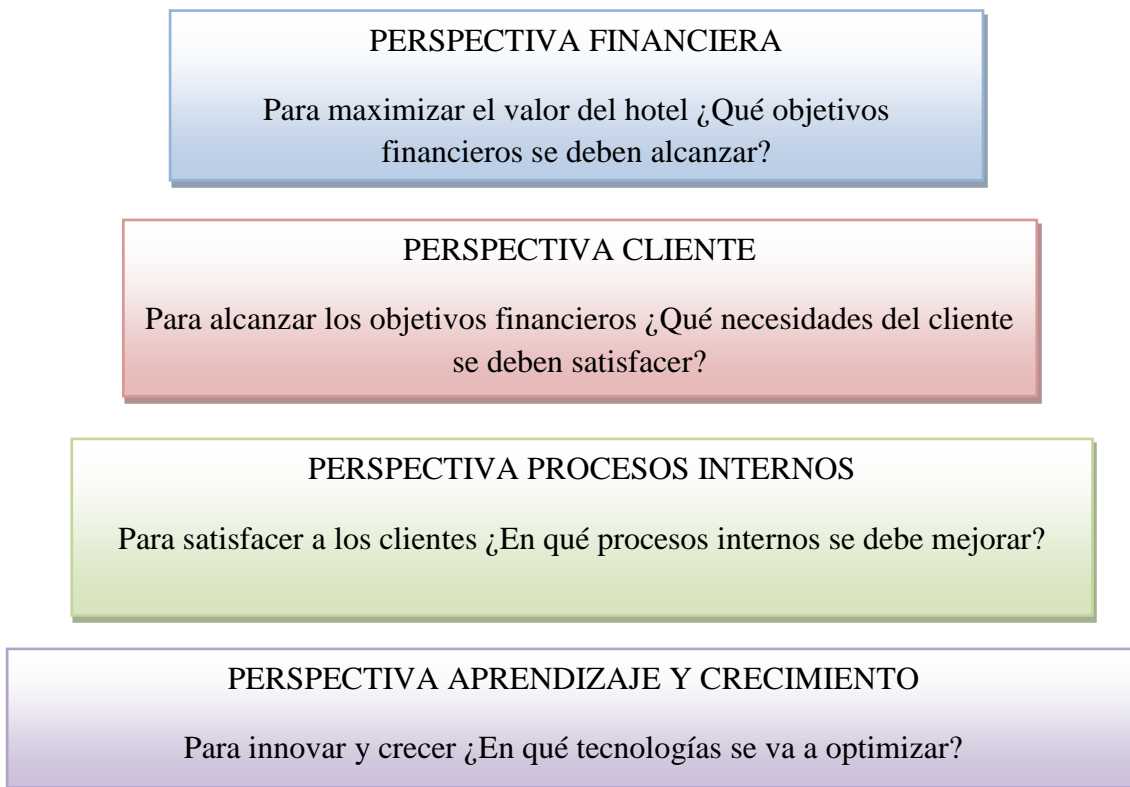 PERSPECTIVA FINANCIERA
Para maximizar el valor del hotel ¿Qué objetivos
financieros se deben alcanzar?
PERSPECTIVA CLIENTE
Para alcanzar los objetivos financieros ¿Qué necesidades del cliente
se deben satisfacer?
PERSPECTIVA PROCESOS INTERNOS
Para satisfacer a los clientes ¿En qué procesos internos se debe mejorar?
PERSPECTIVA APRENDIZAJE Y CRECIMIENTO
Para innovar y crecer ¿En qué tecnologías se va a optimizar?